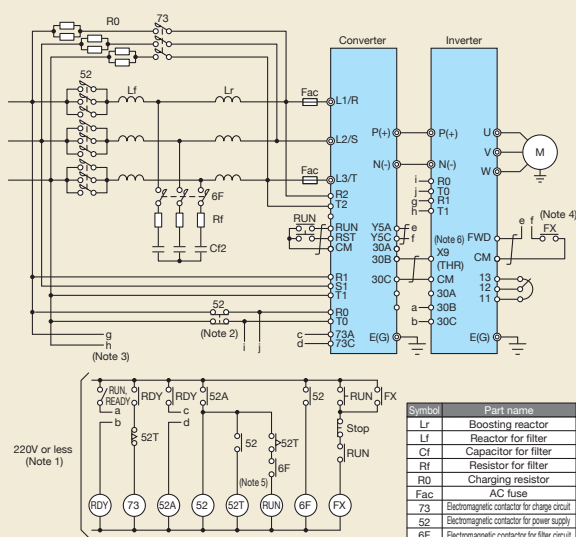 R0
73
Converter
Inverter
52
Lf
Lr
Fac
L1/R
P(+)
P(+)
U
L2/S
V
M
N(-)
N(-)
W
Fac
L3/T
i
R0
j
T0
R2
g
R1
6F
T2
h
T1
Rf
RUN
RUN
Y5A
e
e
f
(Note 4)
RST
Y5C
f
(Note 6)
FWD
FX
CM
30A
X9
Cf2
30B
(THR)
CM
R1
30C
CM
13
S1
30A
12
T1
11
52
R0
a
30B
(Note 2)
T0
b
30C
g
c
73A
h
i
j
d
73C
E(G)
E(G)
(Note 3)
RUN,
READY
RDY
RDY
52A
52
RUN
FX
a
c
b
52T
d
52
52T
Stop
220V or less
(Note 1)
6F
RUN
(Note 5)
RDY
73
52A
52
52T
RUN
6F
FX
Symbol
Part name
Lr
Boosting reactor
Lf
Reactor for filter
Cf
Capacitor for filter
Rf
Resistor for filter
R0
Charging resistor
Fac
AC fuse
73
Electromagnetic contactor for charge circuit
52
Electromagnetic contactor for power supply
6F
Electromagnetic contactor for filter circuit